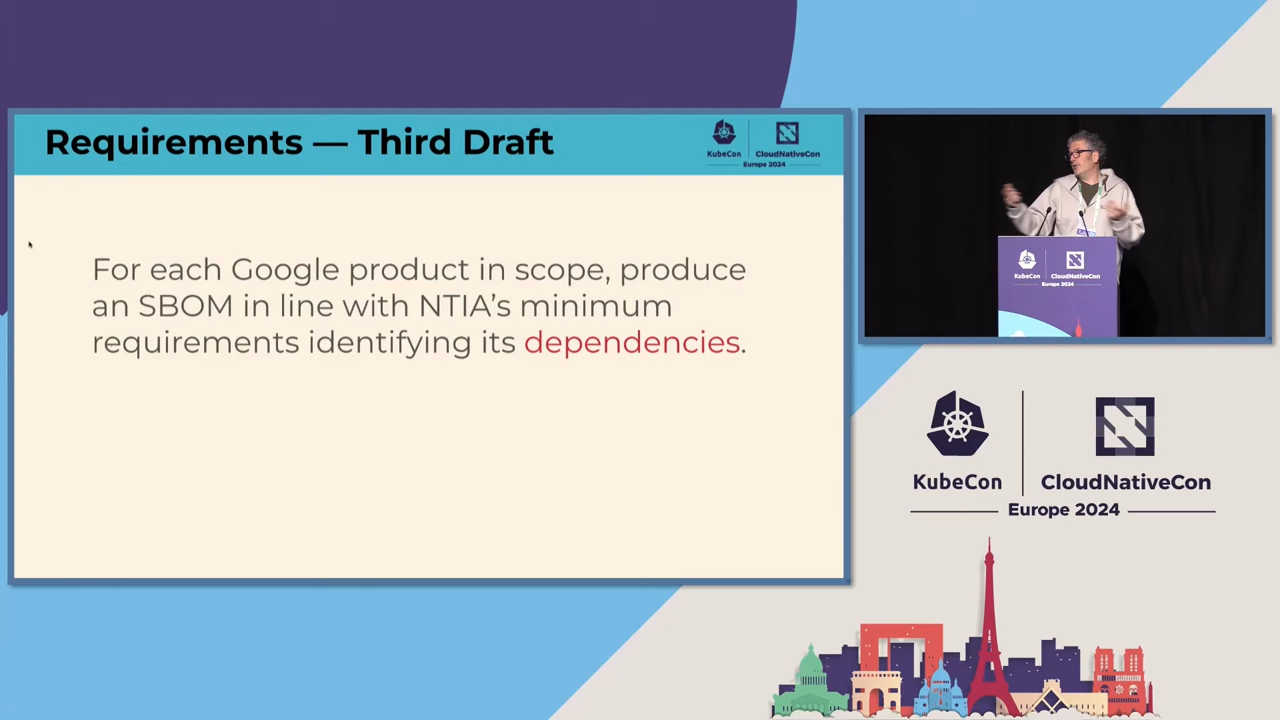 Requirements — Third Draft
KubeCon
CloudNativeCon
Europe 2024
For each Google product in scope, produce
an SBOM in line with NTIA's minimum
requirements identifying its dependencies.
KubeCon
CloudNativeCon
Europe 2024
KubeCon
CloudNativeCon
Europe 2024